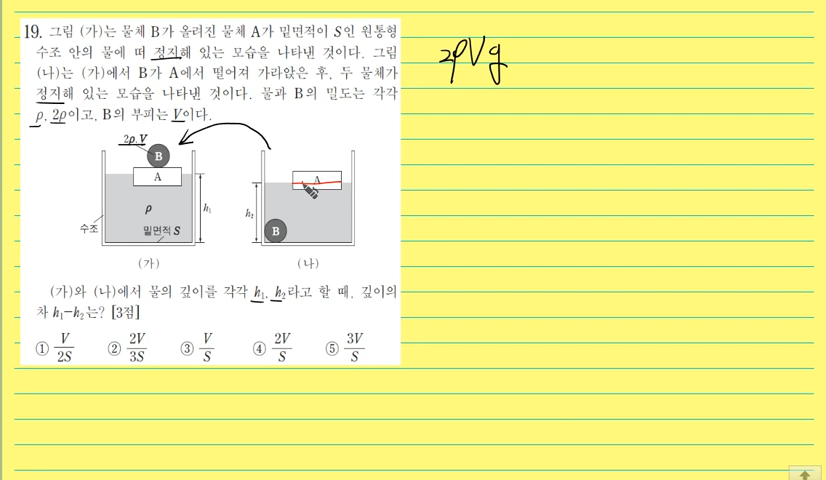 19. 그림 (가)는 물체 B가 올려진 물체 A가 밑면적이 S인 원통형
수조 안의 물에 떠 정지해 있는 모습을 나타낸 것이다. 그림
(나)는 (가)에서 B가 A에서 떨어져 가라앉은 후, 두 물체가
정지해 있는 모습을 나타낸 것이다. 물과 B의 밀도는 각각
ρ, 2ρ이고, B의 부피는 V이다.
2ρVg
2ρ, V
B
A
ρ
h₁
수조
밑면적 S
(가)
A
h₂
B
(나)
(가)와 (나)에서 물의 깊이를 각각 h₁, h₂라고 할 때, 깊이의
차 h₁-h₂는? [3점]
① V/2S ② 2V/3S ③ V/S ④ 2V/S ⑤ 3V/S